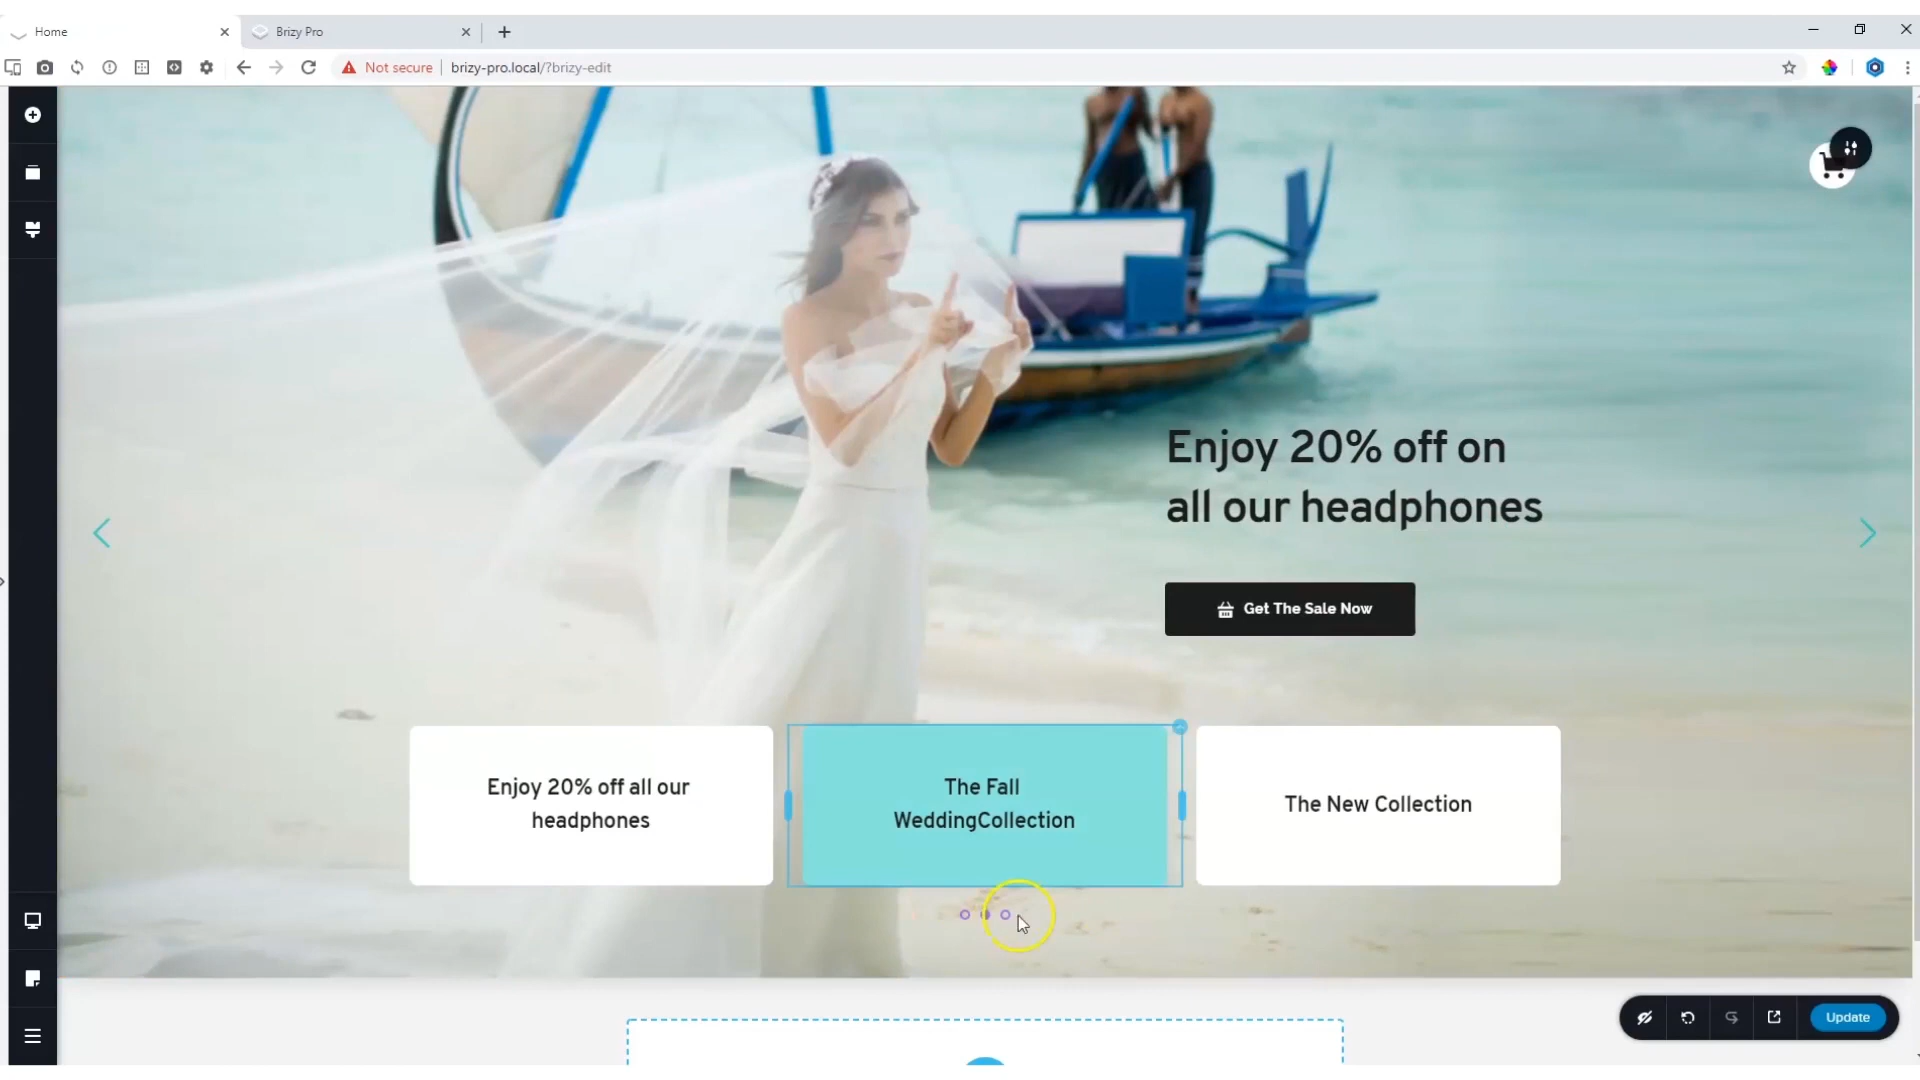 Home
Brizy Pro
Not secure
brizy-pro.local/?brizy-edit
Enjoy 20% off on
all our headphones
Get The Sale Now
Enjoy 20% off all our
headphones
The Fall
WeddingCollection
The New Collection
Update